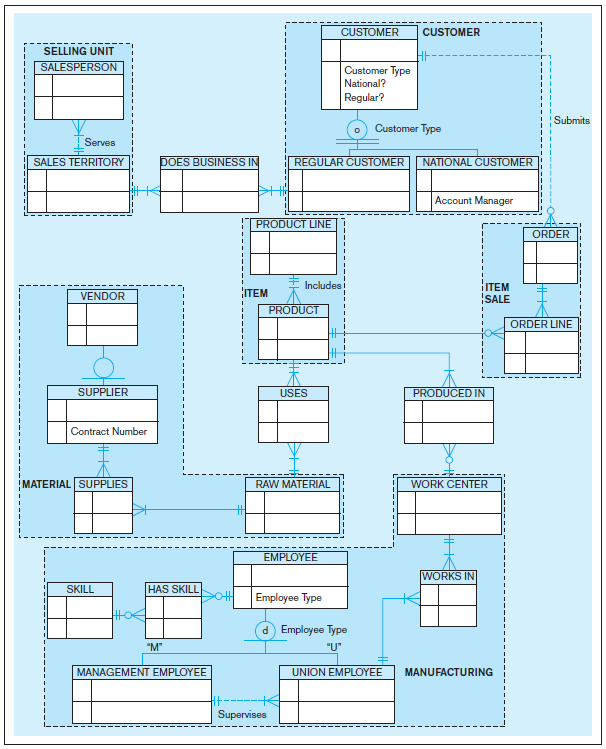 CUSTOMER
CUSTOMER
SELLING UNIT
SALESPERSON
Customer Type
National?
Regular?
Submits
o
Customer Type
Serves
SALES TERRITORY
DOES BUSINESS IN
REGULAR CUSTOMER
NATIONAL CUSTOMER
Account Manager
PRODUCT LINE
ORDER
Includes
ITEM
ITEM
SALE
VENDOR
PRODUCT
ORDER LINE
SUPPLIER
USES
PRODUCED IN
Contract Number
MATERIAL
SUPPLIES
RAW MATERIAL
WORK CENTER
EMPLOYEE
WORKS IN
SKILL
HAS SKILL
Employee Type
d
Employee Type
"M"
"U"
MANAGEMENT EMPLOYEE
UNION EMPLOYEE
MANUFACTURING
Supervises